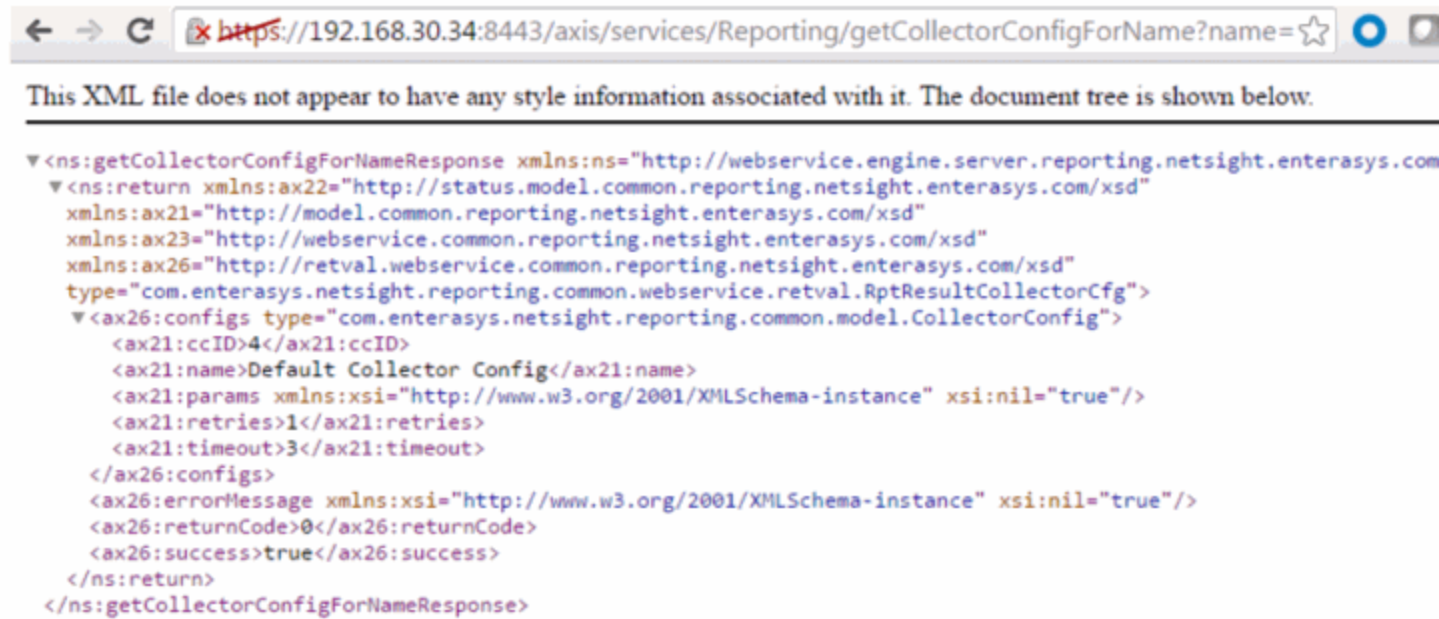 https://192.168.30.34:8443/axis/services/Reporting/getCollectorConfigForName?name=
This XML file does not appear to have any style information associated with it. The document tree is shown below.
▼<ns:getCollectorConfigForNameResponse xmlns:ns="http://webservice.engine.server.reporting.netsight.enterasys.com
▼<ns:return xmlns:ax22="http://status.model.common.reporting.netsight.enterasys.com/xsd"
xmlns:ax21="http://model.common.reporting.netsight.enterasys.com/xsd"
xmlns:ax23="http://webservice.common.reporting.netsight.enterasys.com/xsd"
xmlns:ax26="http://retval.webservice.common.reporting.netsight.enterasys.com/xsd"
type="com.enterasys.netsight.reporting.common.webservice.retval.RptResultCollectorCfg">
▼<ax26:configs type="com.enterasys.netsight.reporting.common.model.CollectorConfig">
<ax21:ccID>4</ax21:ccID>
<ax21:name>Default Collector Config</ax21:name>
<ax21:params xmlns:xsi="http://www.w3.org/2001/XMLSchema-instance" xsi:nil="true"/>
<ax21:retries>1</ax21:retries>
<ax21:timeout>3</ax21:timeout>
</ax26:configs>
<ax26:errorMessage xmlns:xsi="http://www.w3.org/2001/XMLSchema-instance" xsi:nil="true"/>
<ax26:returnCode>0</ax26:returnCode>
<ax26:success>true</ax26:success>
</ns:return>
</ns:getCollectorConfigForNameResponse>